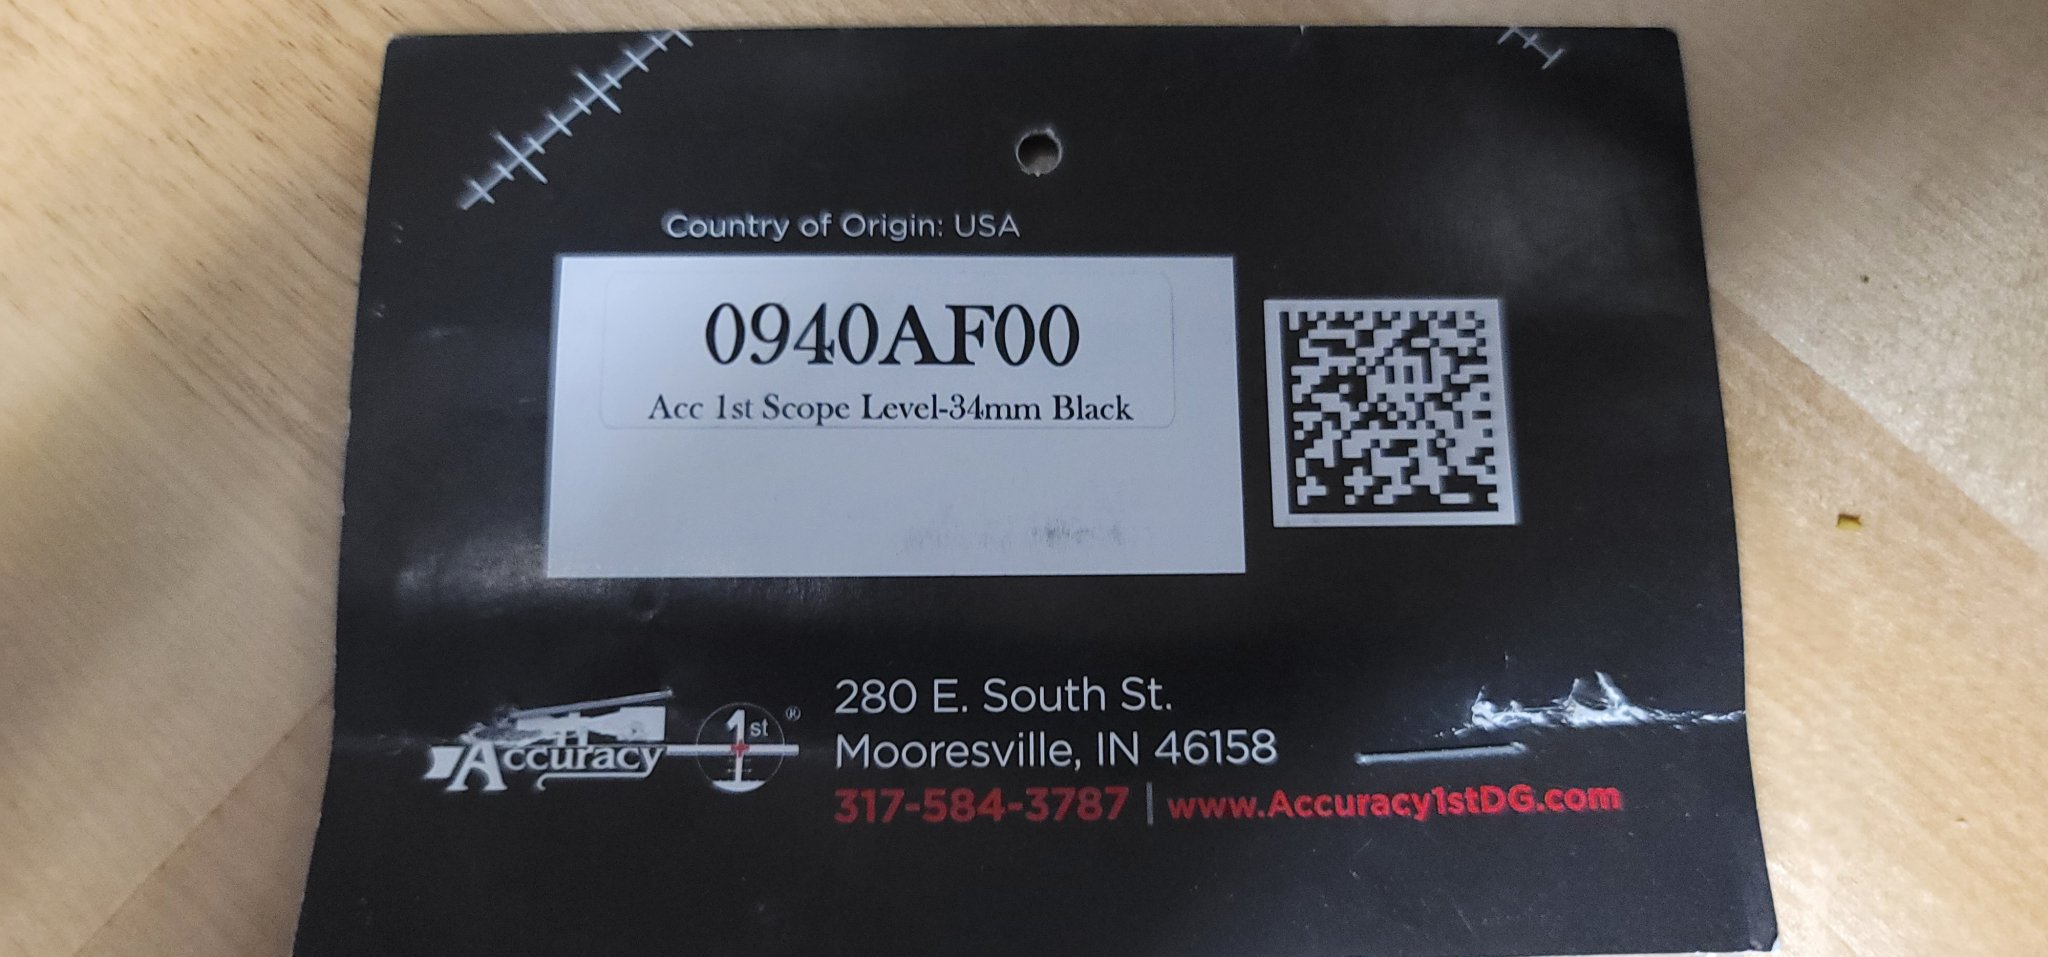 Country of Origin: USA
0940AF00
Acc 1st Scope Level-34mm Black
Accuracy 1st ®
280 E. South St.
Mooresville, IN 46158
317-584-3787 | www.Accuracy1stDG.com